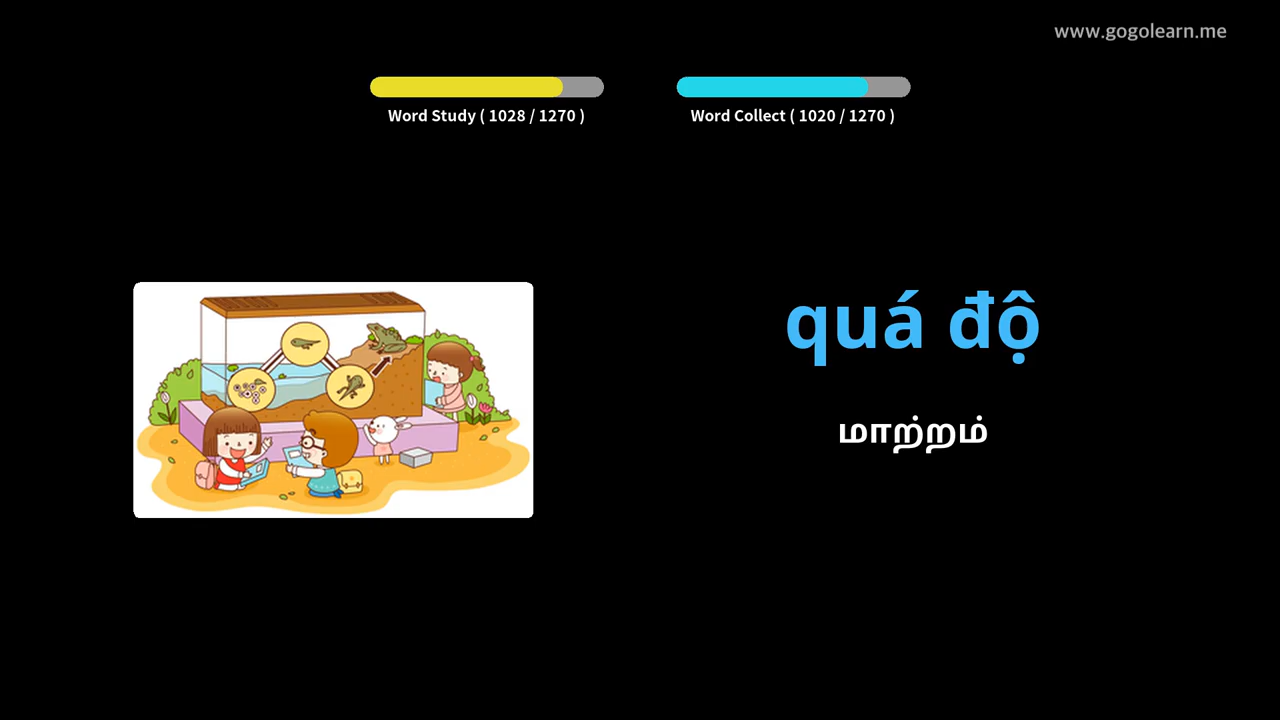 www.gogolearn.me
Word Study ( 1028 / 1270 )
Word Collect ( 1020 / 1270 )
quá độ
மாற்றம்